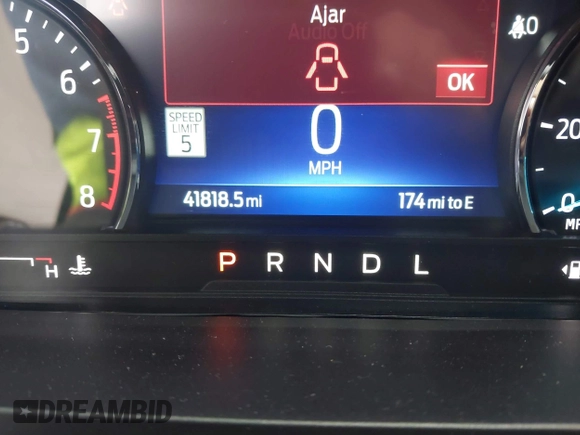 Ajar
Audio Off
OK
5
6
7
8
SPEED
LIMIT
5
0
MPH
41818.5 mi
174 mi to E
20
0
H
P R N D L
DREAMBID